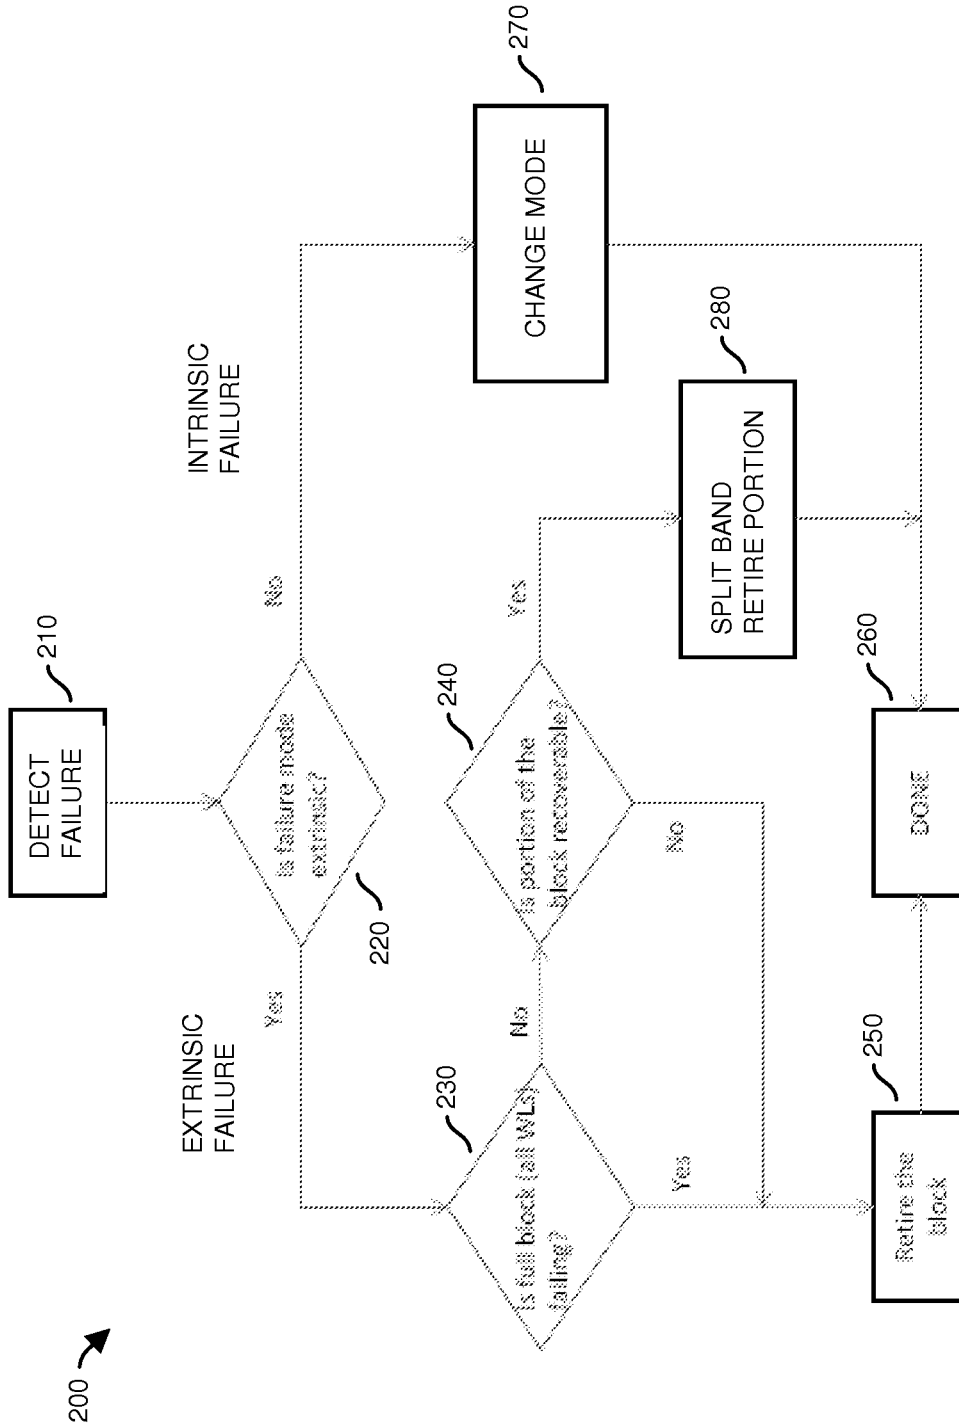 200
DETECT
FAILURE
210
EXTRINSIC
FAILURE
INTRINSIC
FAILURE
Is failure mode
extrinsic?
220
Yes
No
Is full block (all WLs)
failing?
230
No
Yes
Is portion of the
block recoverable?
240
Yes
No
CHANGE MODE
270
SPLIT BAND
RETIRE PORTION
280
Retire the
block
250
DONE
260